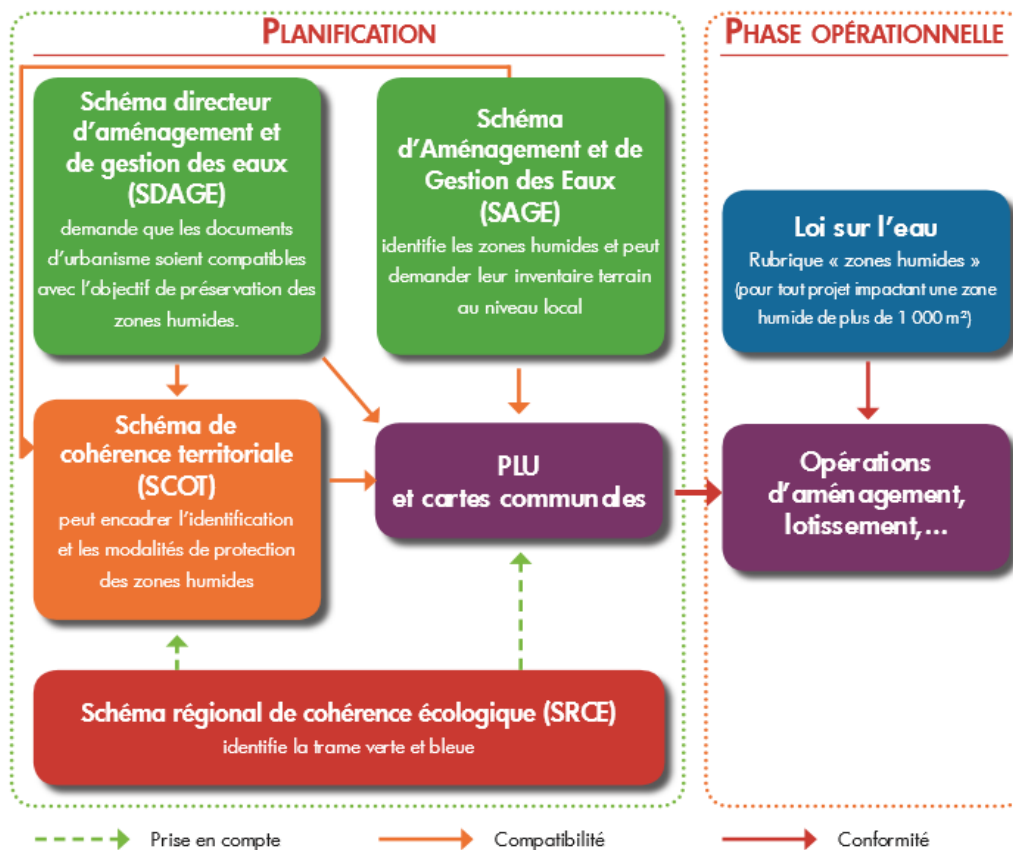 PLANIFICATION
Schéma directeur
d'aménagement et
de gestion des eaux
(SDAGE)
demande que les documents
d'urbanisme soient compatibles
avec l'objectif de préservation des
zones humides.
Schéma
d'Aménagement et de
Gestion des Eaux
(SAGE)
identifie les zones humides et peut
demander leur inventaire terrain
au niveau local
Schéma de
cohérence territoriale
(SCOT)
peut encadrer l'identification
et les modalités de protection
des zones humides
PLU
et cartes communales
Schéma régional de cohérence écologique (SRCE)
identifie la trame verte et bleue
PHASE OPÉRATIONNELLE
Loi sur l'eau
Rubrique « zones humides »
(pour tout projet impactant une zone
humide de plus de 1 000 m²)
Opérations
d'aménagement,
lotissement,...
Prise en compte
Compatibilité
Conformité